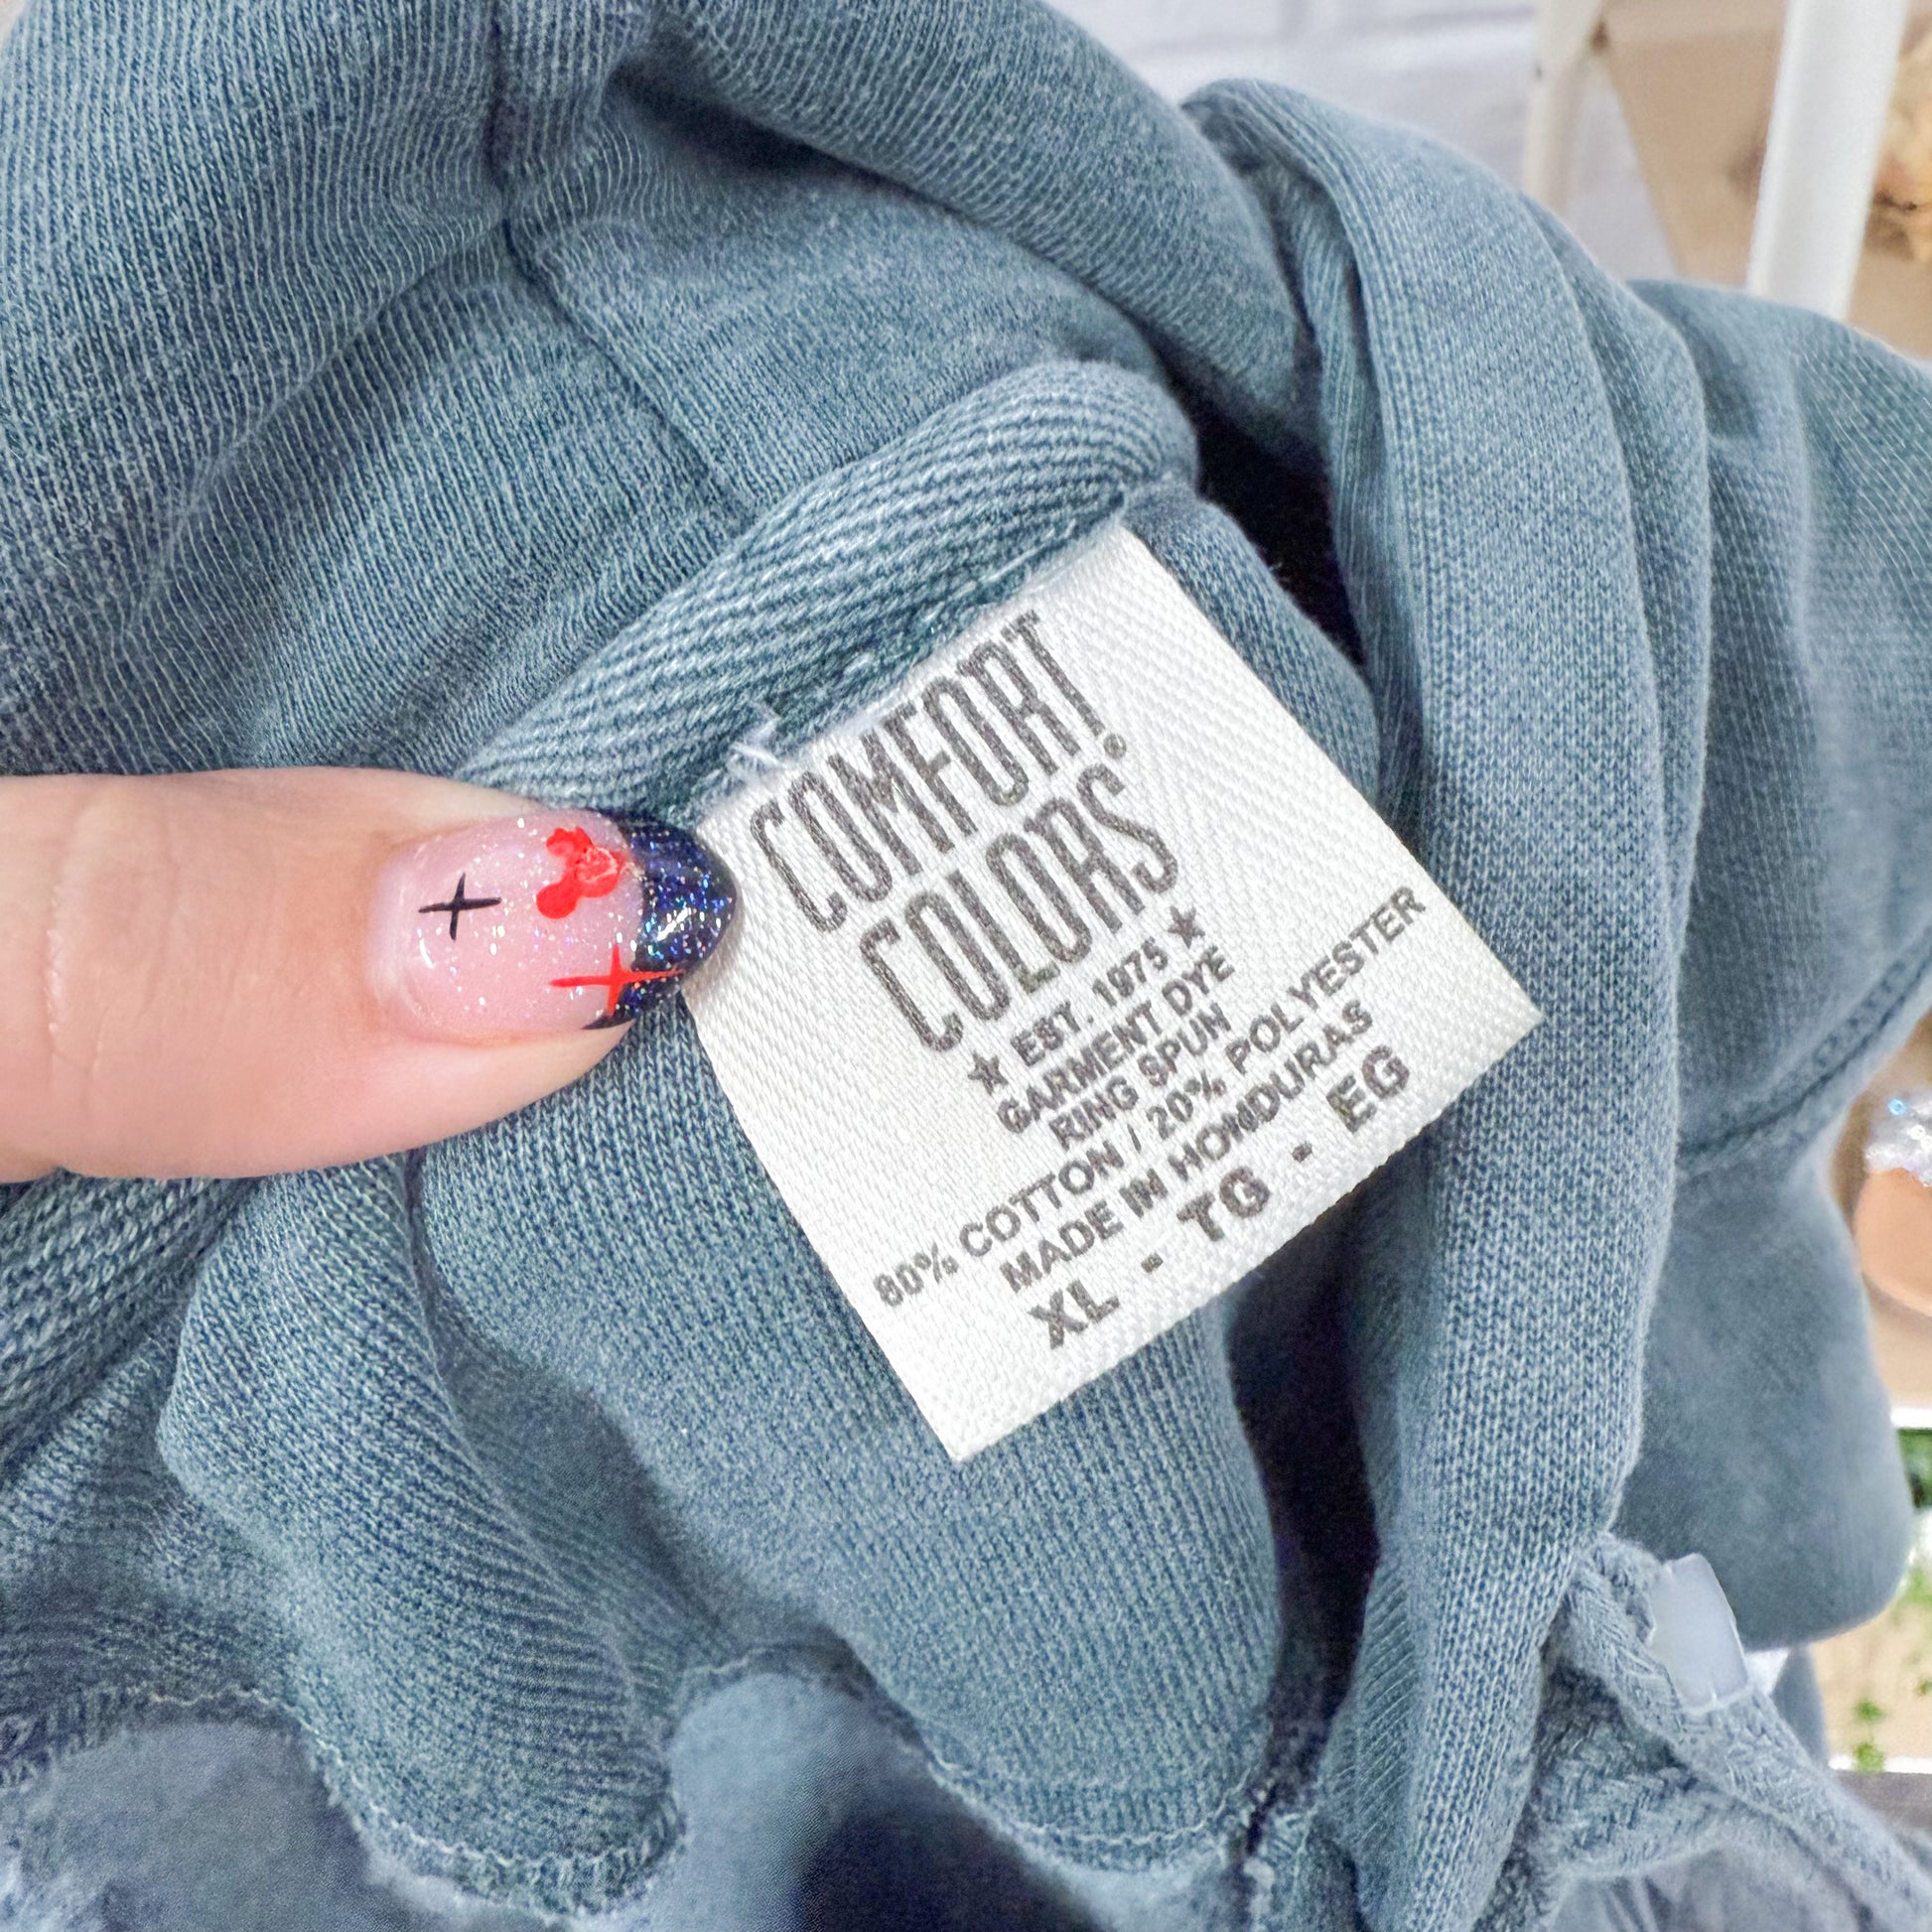 COMFORT
COLORS®
★ EST. 1975 ★
GARMENT DYE
RING SPUN
80% COTTON / 20% POLYESTER
MADE IN HONDURAS
XL - TG - EG